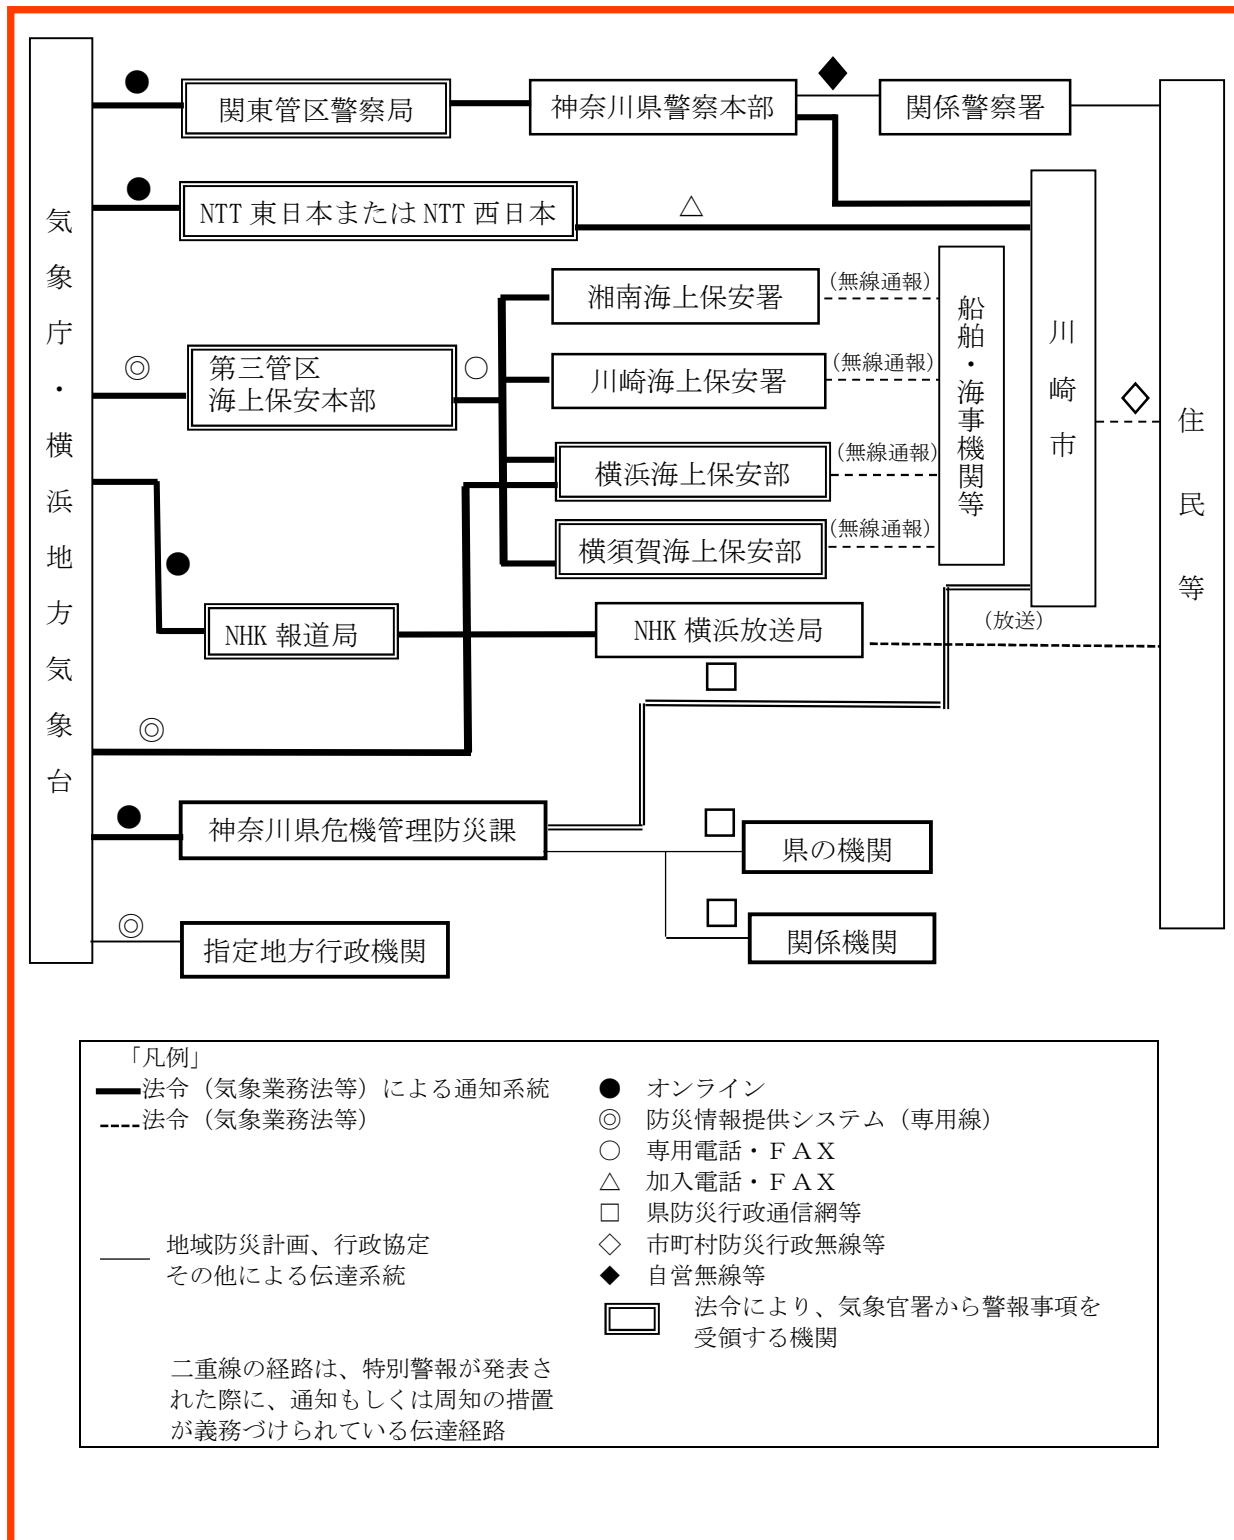 気象庁・横浜地方気象台
●
関東管区警察局
神奈川県警察本部
◆
関係警察署
住民等
●
NTT 東日本または NTT 西日本
△
川崎市
◎
第三管区
海上保安本部
○
湘南海上保安署
(無線通報)
川崎海上保安署
(無線通報)
横浜海上保安部
(無線通報)
横須賀海上保安部
(無線通報)
船舶・海事機関等
◇
●
NHK 報道局
NHK 横浜放送局
(放送)
□
◎
●
神奈川県危機管理防災課
□
県の機関
◎
指定地方行政機関
□
関係機関
「凡例」
法令（気象業務法等）による通知系統
法令（気象業務法等）
地域防災計画、行政協定
その他による伝達系統
二重線の経路は、特別警報が発表さ
れた際に、通知もしくは周知の措置
が義務づけられている伝達経路
● オンライン
◎ 防災情報提供システム（専用線）
○ 専用電話・ＦＡＸ
△ 加入電話・ＦＡＸ
□ 県防災行政通信網等
◇ 市町村防災行政無線等
◆ 自営無線等
法令により、気象官署から警報事項を
受領する機関